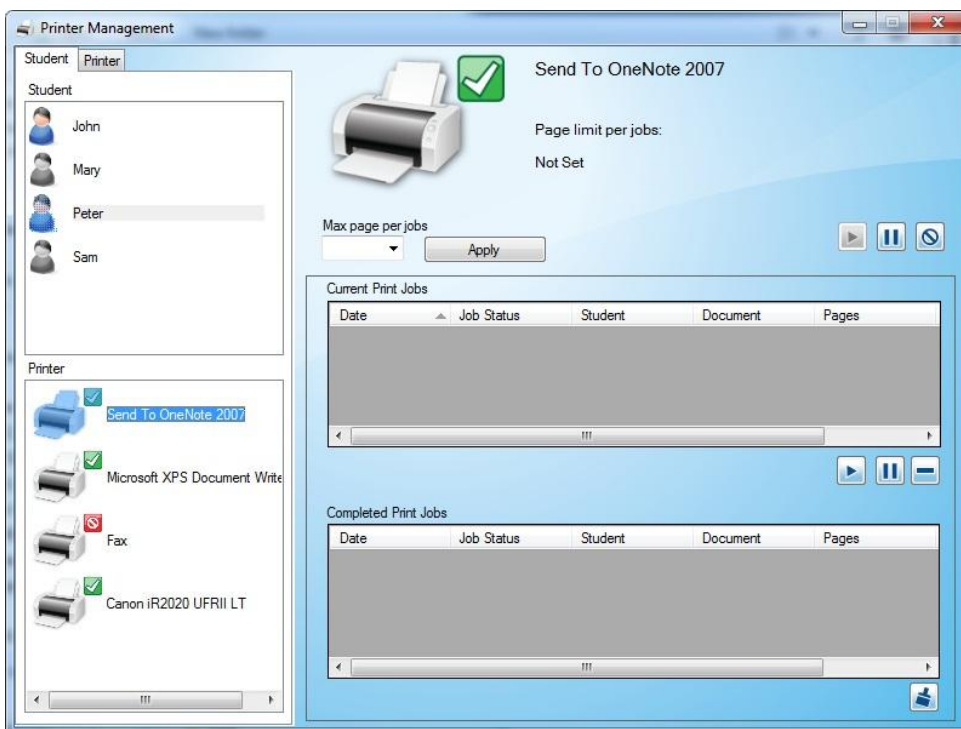 Printer Management
Student Printer
Student
John
Mary
Peter
Sam
Printer
Send To OneNote 2007
Microsoft XPS Document Write
Fax
Canon iR2020 UFRII LT
Send To OneNote 2007
Page limit per jobs:
Not Set
Max page per jobs
Apply
Current Print Jobs
Date Job Status Student Document Pages
Completed Print Jobs
Date Job Status Student Document Pages